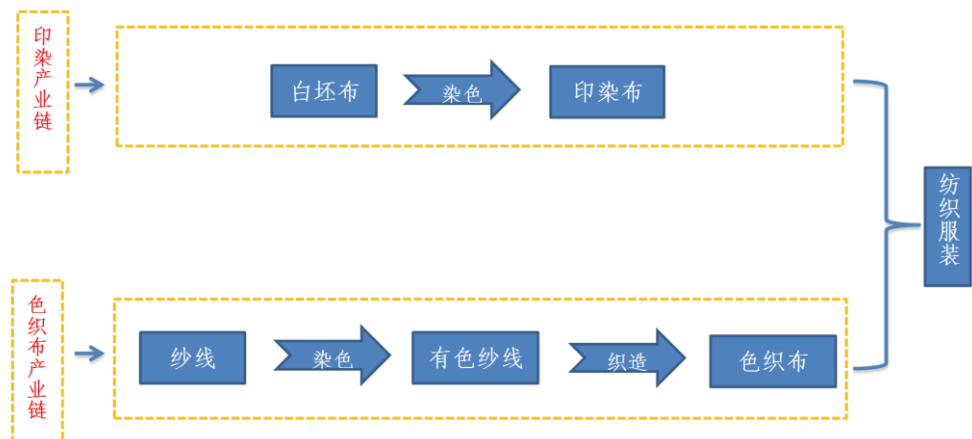 印染产业链
白坯布
染色
印染布
纺织服装
色织布产业链
纱线
染色
有色纱线
织造
色织布